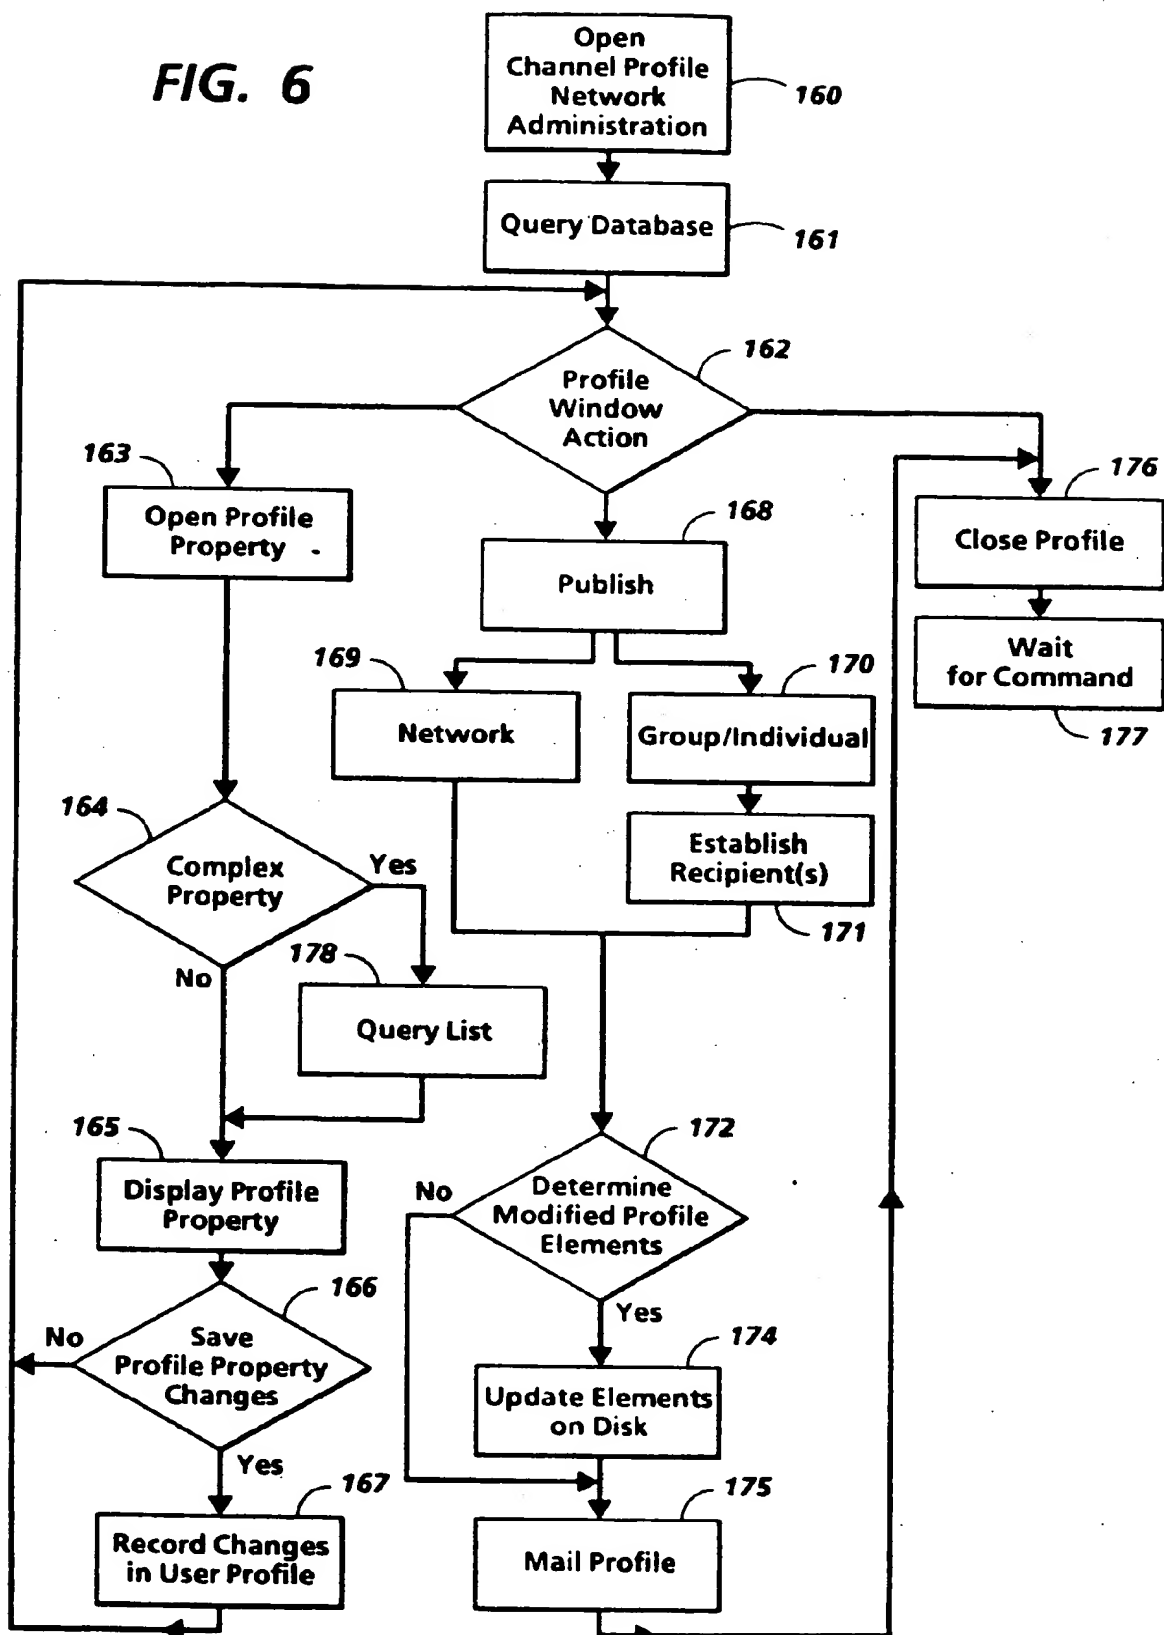 FIG. 6
Open
Channel Profile
Network
Administration
160
Query Database
161
162
Profile
Window
Action
163
Open Profile
Property
168
Publish
176
Close Profile
Wait
for Command
177
169
Network
170
Group/Individual
Establish
Recipient(s)
171
164
Complex
Property
Yes
No
178
Query List
165
Display Profile
Property
172
No
Determine
Modified Profile
Elements
Yes
166
No
Save
Profile Property
Changes
Yes
174
Update Elements
on Disk
167
Record Changes
in User Profile
175
Mail Profile